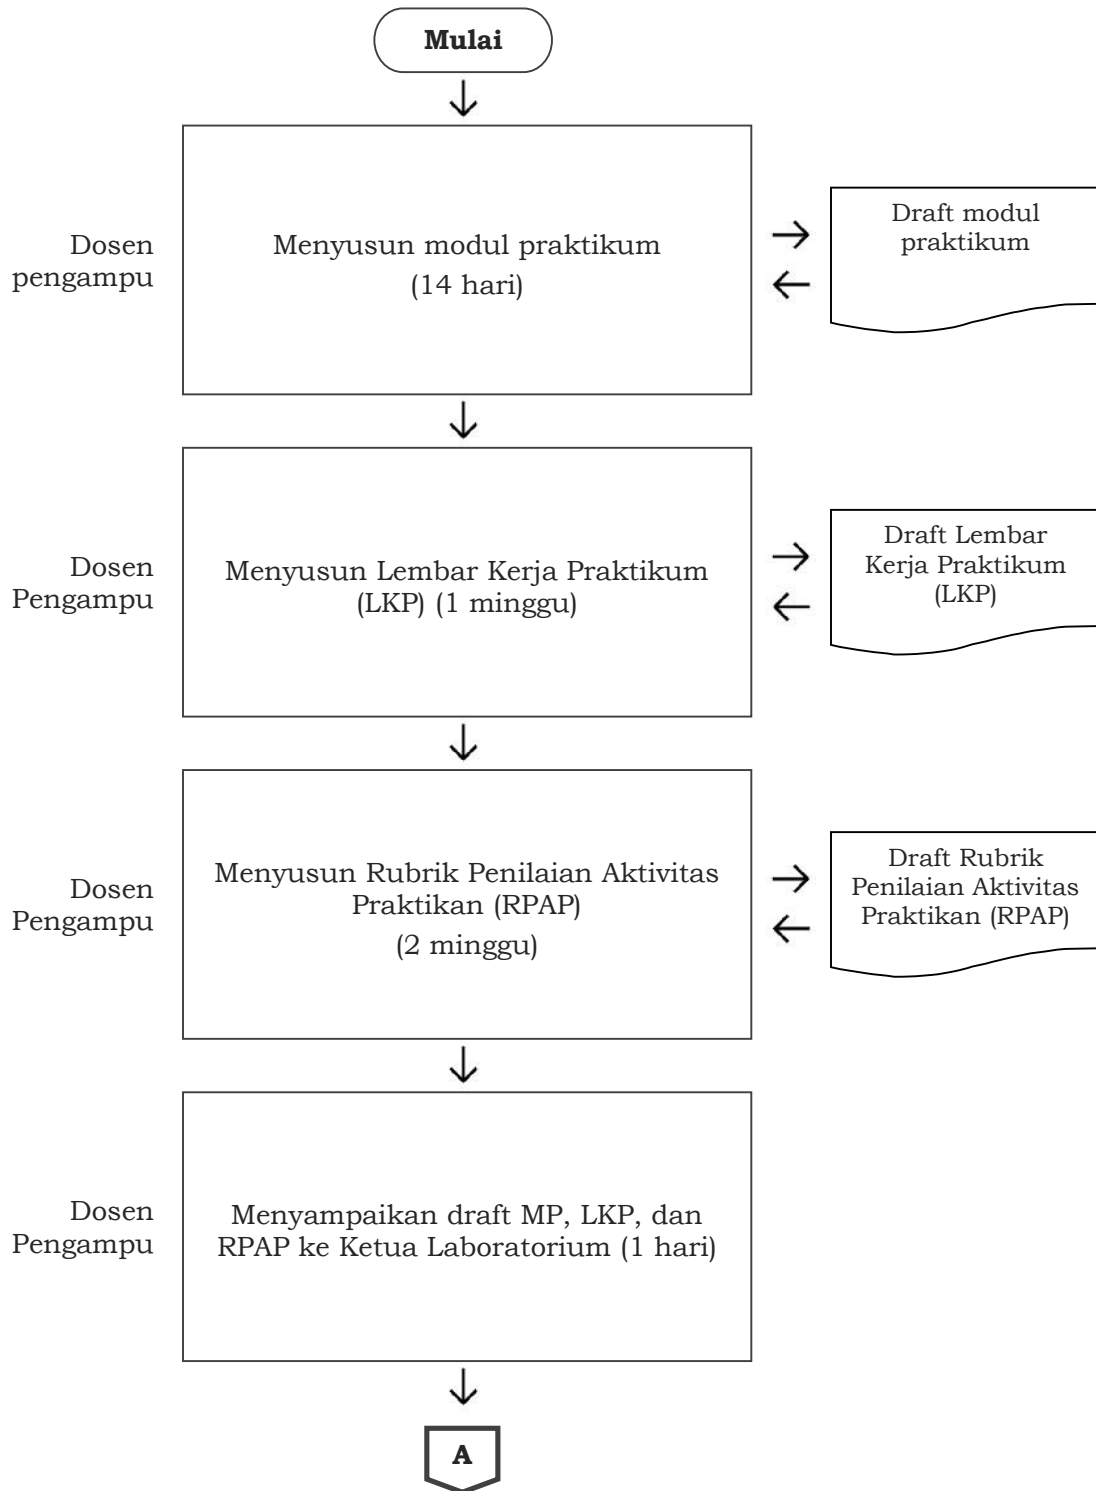 Mulai
Dosen
pengampu
Menyusun modul praktikum
(14 hari)
Draft modul
praktikum
Dosen
Pengampu
Menyusun Lembar Kerja Praktikum
(LKP) (1 minggu)
Draft Lembar
Kerja Praktikum
(LKP)
Dosen
Pengampu
Menyusun Rubrik Penilaian Aktivitas
Praktikan (RPAP)
(2 minggu)
Draft Rubrik
Penilaian Aktivitas
Praktikan (RPAP)
Dosen
Pengampu
Menyampaikan draft MP, LKP, dan
RPAP ke Ketua Laboratorium (1 hari)
A